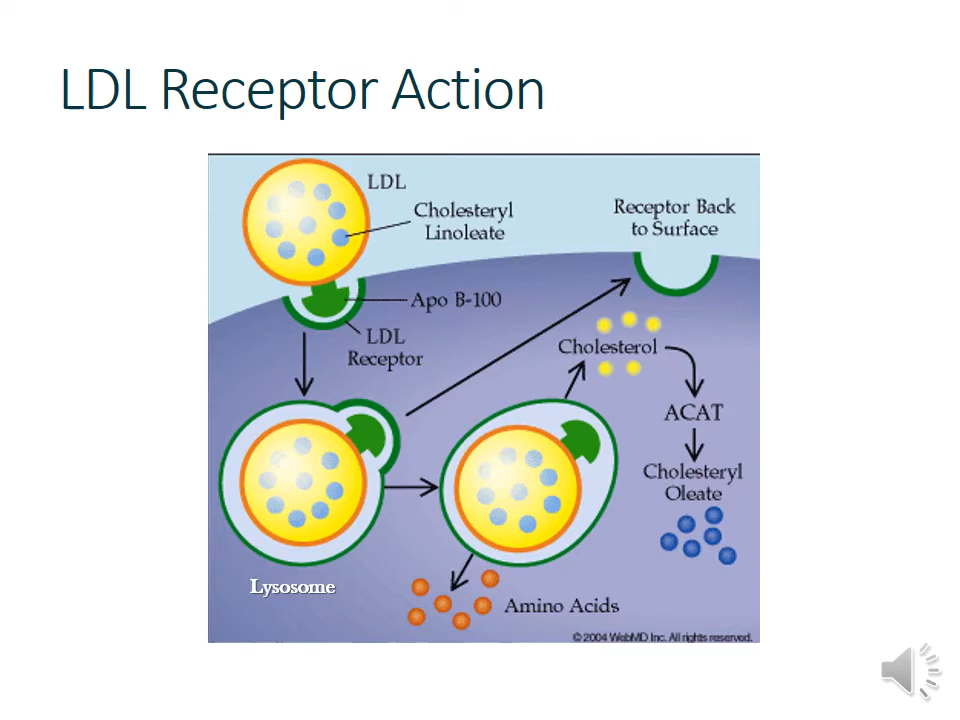 LDL Receptor Action
LDL
Cholesteryl
Linoleate
Receptor Back
to Surface
Apo B-100
LDL
Receptor
Cholesterol
ACAT
Cholesteryl
Oleate
Lysosome
Amino Acids
© 2004 WebMD Inc. All rights reserved.